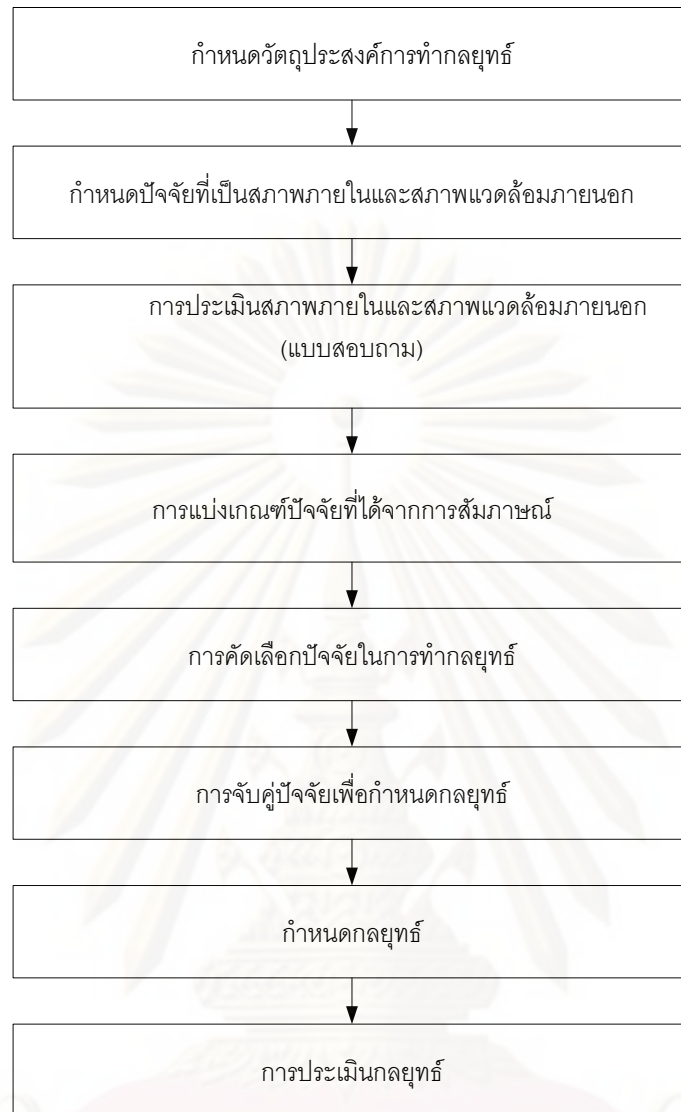 กำหนดวัตถุประสงค์การทำกลยุทธ์
กำหนดปัจจัยที่เป็นสภาพภายในและสภาพแวดล้อมภายนอก
การประเมินสภาพภายในและสภาพแวดล้อมภายนอก
(แบบสอบถาม)
การแบ่งเกณฑ์ปัจจัยที่ได้จากการสัมภาษณ์
การคัดเลือกปัจจัยในการทำกลยุทธ์
การจับคู่ปัจจัยเพื่อกำหนดกลยุทธ์
กำหนดกลยุทธ์
การประเมินกลยุทธ์